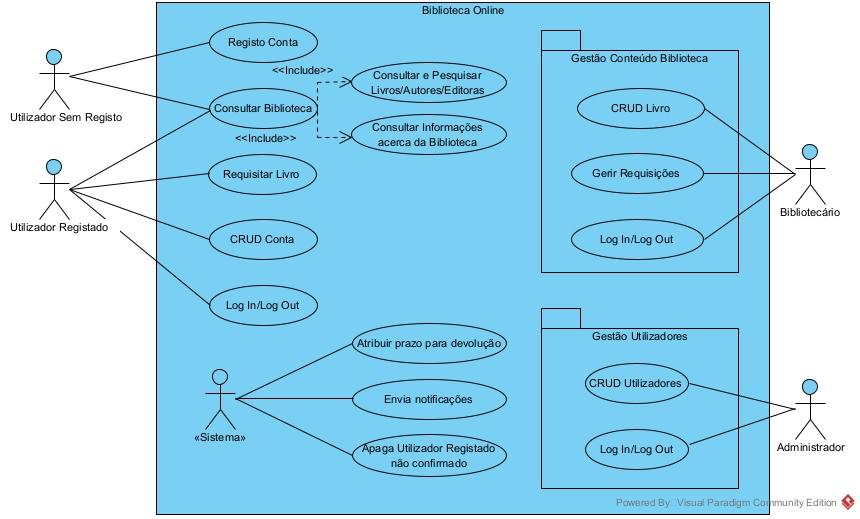 Biblioteca Online
Registo Conta
<<Include>>
Consultar e Pesquisar
Livros/Autores/Editoras
Gestão Conteúdo Biblioteca
Utilizador Sem Registo
Consultar Biblioteca
CRUD Livro
<<Include>>
Consultar Informações
acerca da Biblioteca
Requisitar Livro
Gerir Requisições
Bibliotecário
Utilizador Registado
CRUD Conta
Log In/Log Out
Log In/Log Out
Atribuir prazo para devolução
Gestão Utilizadores
CRUD Utilizadores
Envia notificações
«Sistema»
Apaga Utilizador Registado
não confirmado
Log In/Log Out
Administrador
Powered By: Visual Paradigm Community Edition